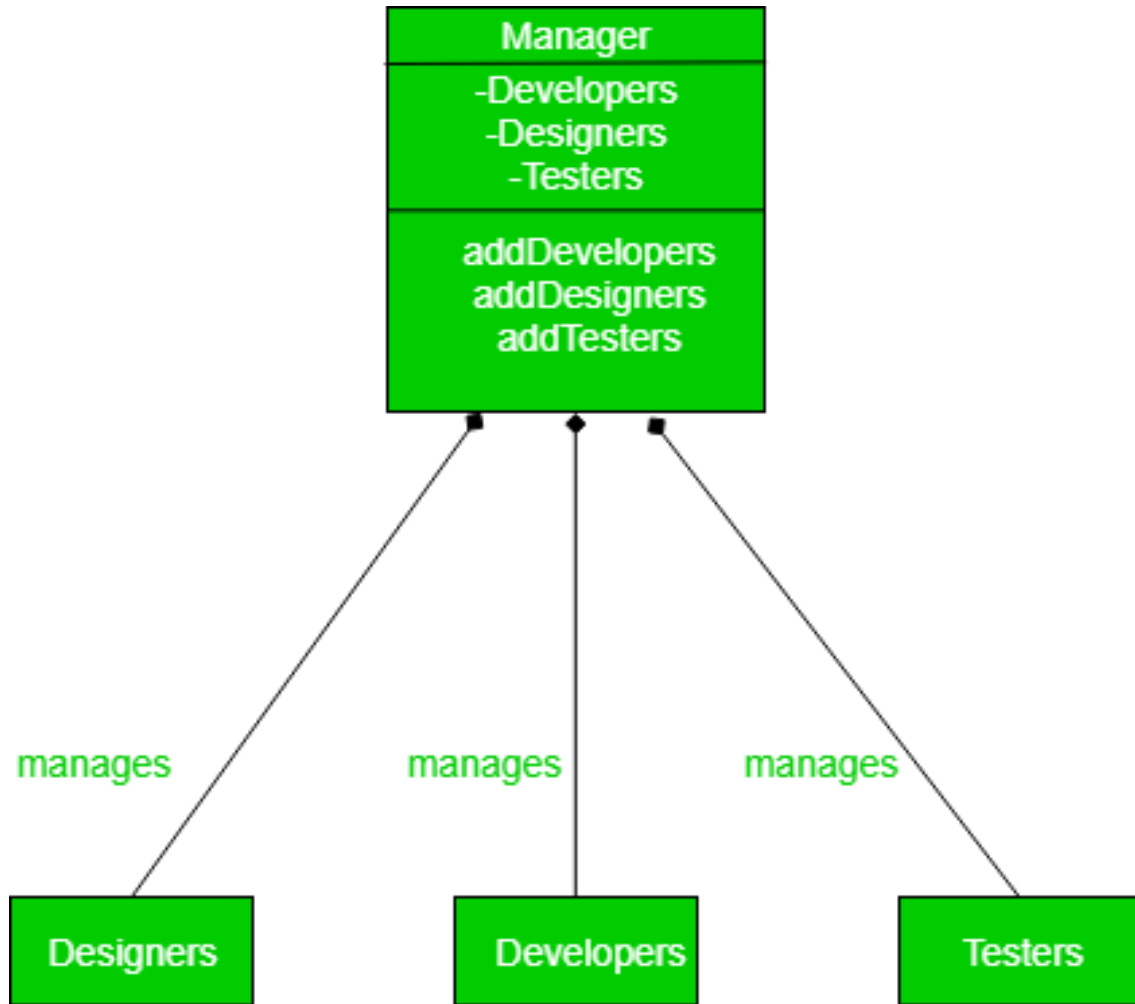 Manager
-Developers
-Designers
-Testers
addDevelopers
addDesigners
addTesters
manages
manages
manages
Designers
Developers
Testers